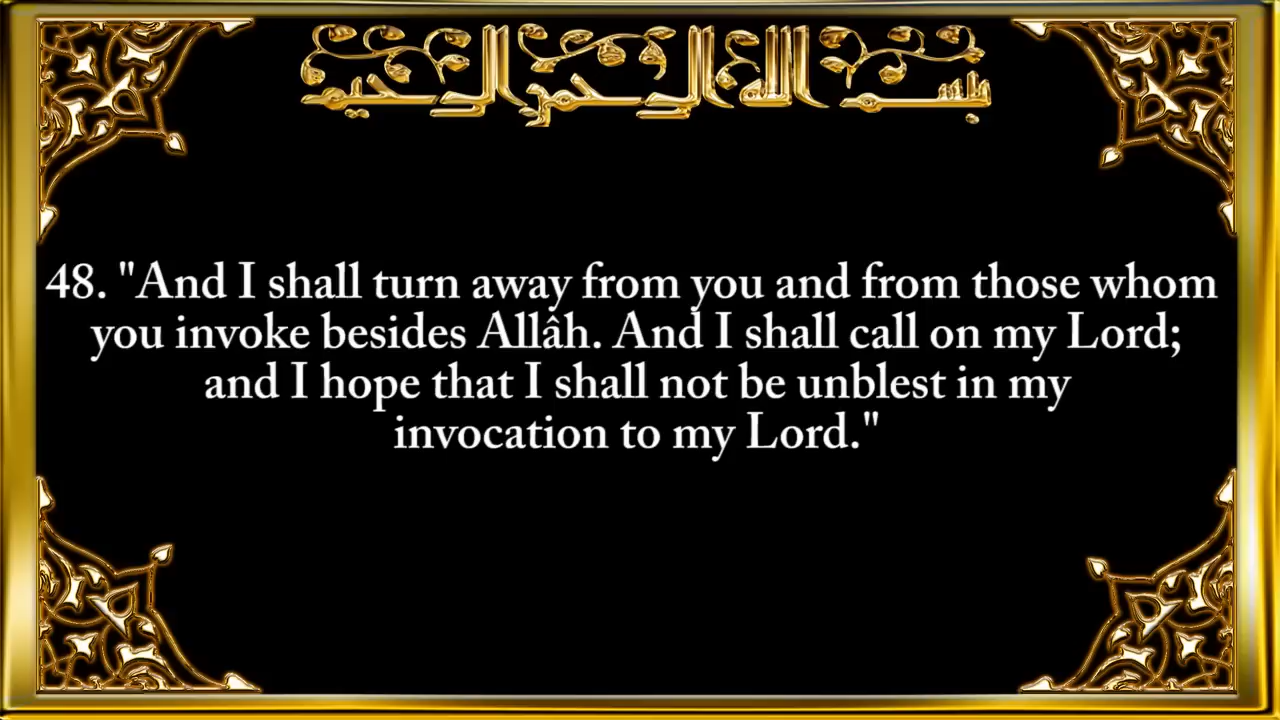 بسم الله الرحمن الرحيم
48. "And I shall turn away from you and from those whom
you invoke besides Allâh. And I shall call on my Lord;
and I hope that I shall not be unblest in my
invocation to my Lord."